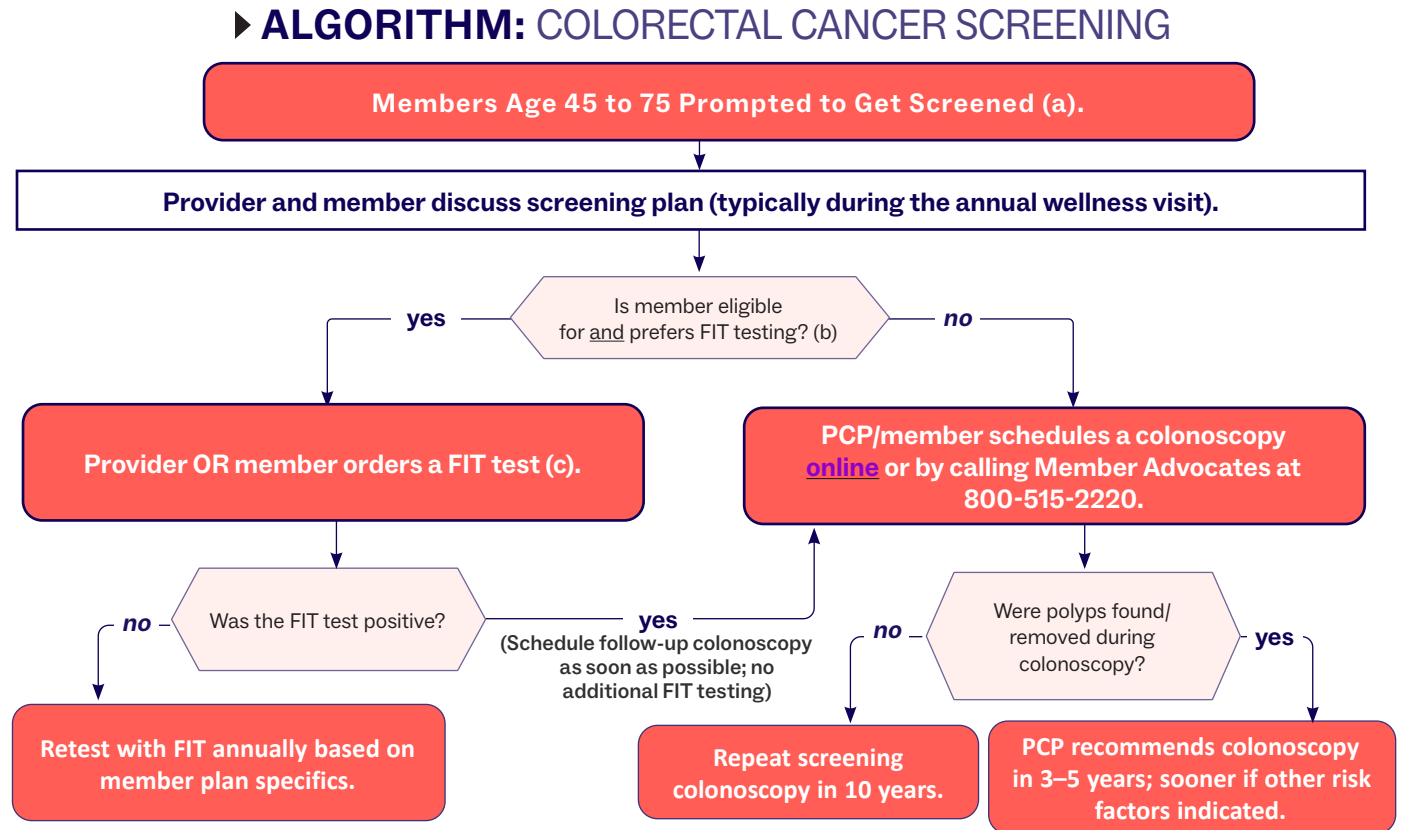 ALGORITHM: COLORECTAL CANCER SCREENING
Members Age 45 to 75 Prompted to Get Screened (a).
Provider and member discuss screening plan (typically during the annual wellness visit).
Is member eligible
for and prefers FIT testing? (b)
yes
no
Provider OR member orders a FIT test (c).
PCP/member schedules a colonoscopy
online or by calling Member Advocates at
800-515-2220.
Was the FIT test positive?
no
yes
(Schedule follow-up colonoscopy
as soon as possible; no
additional FIT testing)
Were polyps found/
removed during
colonoscopy?
no
yes
Retest with FIT annually based on
member plan specifics.
Repeat screening
colonoscopy in 10 years.
PCP recommends colonoscopy
in 3–5 years; sooner if other risk
factors indicated.